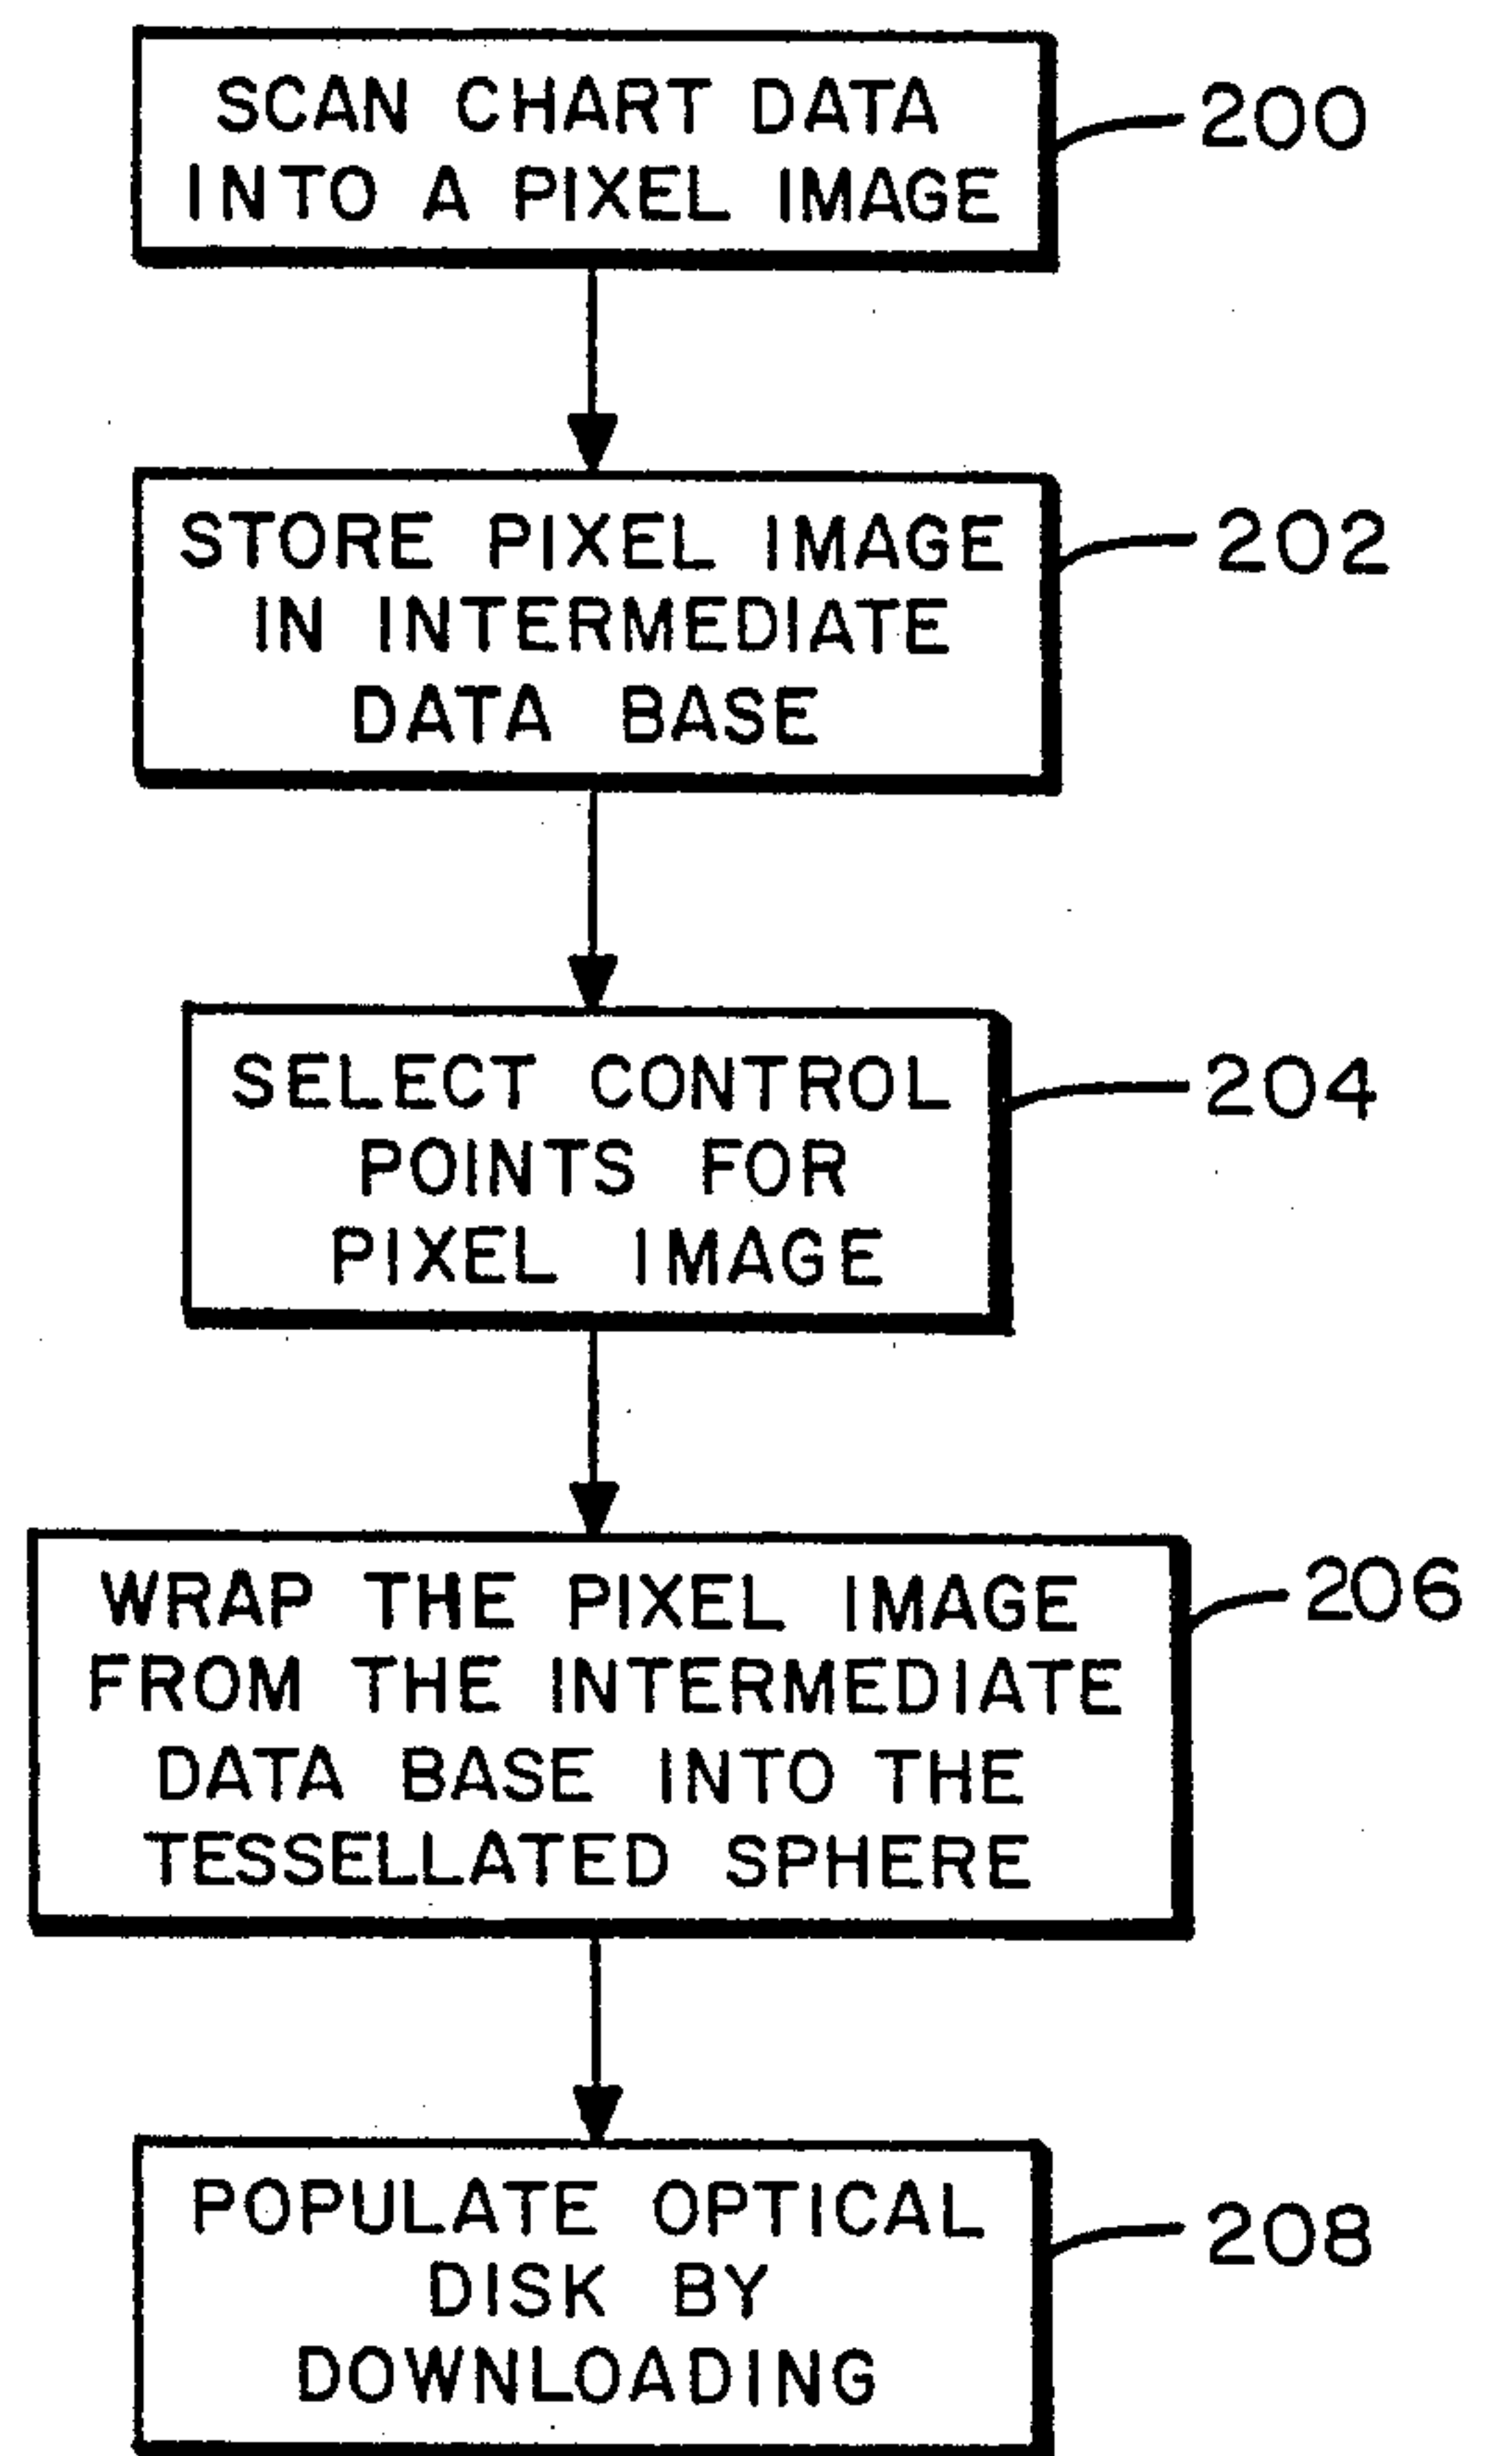 SCAN CHART DATA
INTO A PIXEL IMAGE
200
STORE PIXEL IMAGE
IN INTERMEDIATE
DATA BASE
202
SELECT CONTROL
POINTS FOR
PIXEL IMAGE
204
WRAP THE PIXEL IMAGE
FROM THE INTERMEDIATE
DATA BASE INTO THE
TESSELLATED SPHERE
206
POPULATE OPTICAL
DISK BY
DOWNLOADING
208